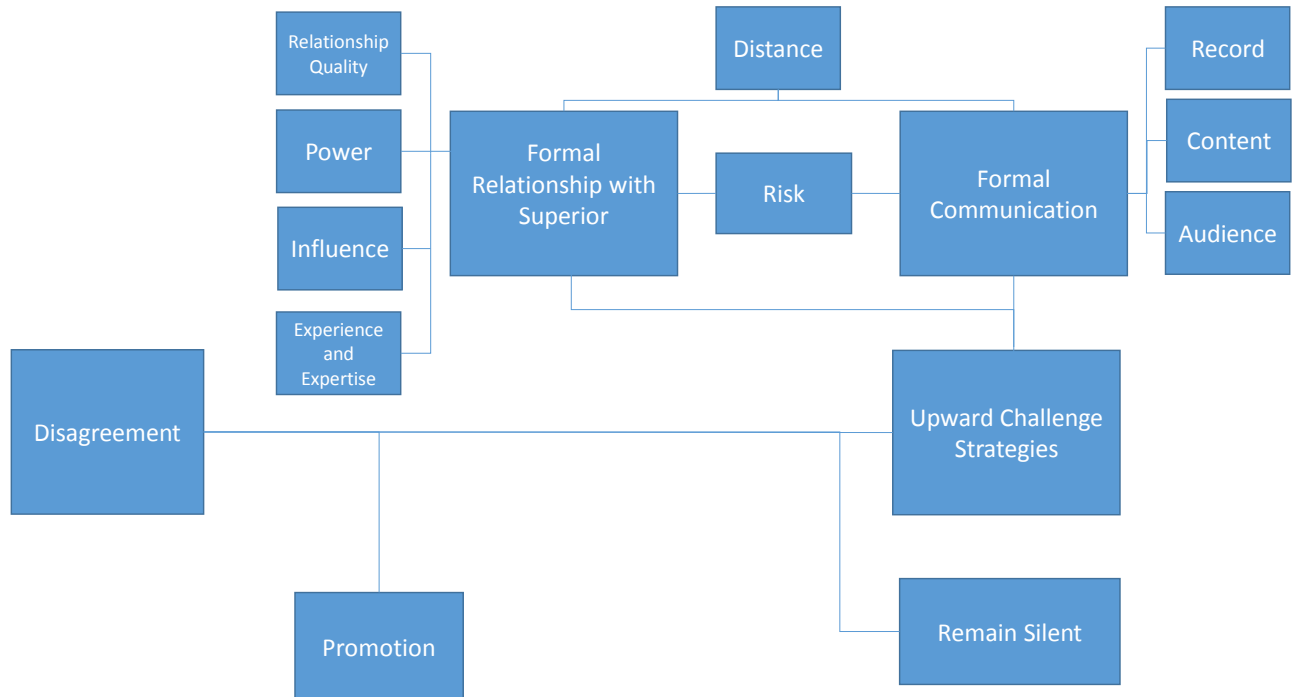 Relationship
Quality
Distance
Record
Power
Formal
Relationship with
Superior
Risk
Formal
Communication
Content
Influence
Audience
Experience
and
Expertise
Disagreement
Upward Challenge
Strategies
Promotion
Remain Silent